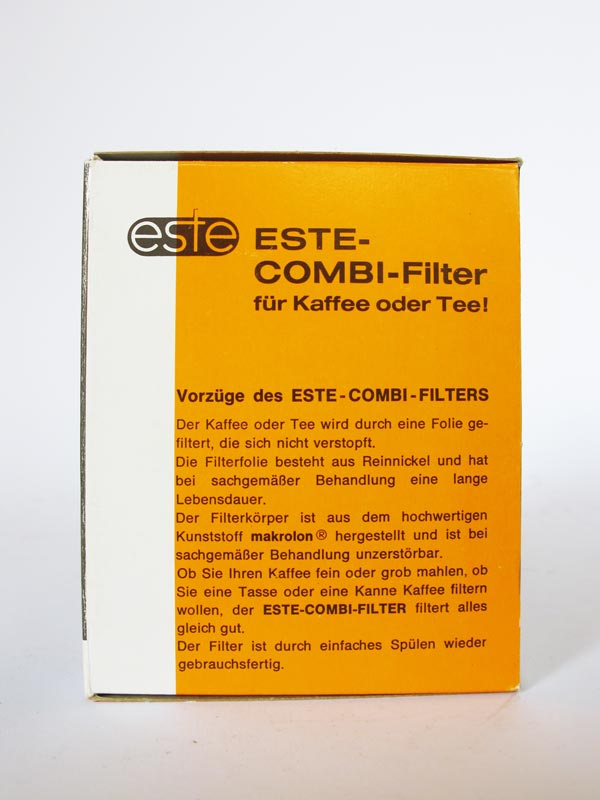 este
ESTE-
COMBI-Filter
für Kaffee oder Tee!
Vorzüge des ESTE-COMBI-FILTERS
Der Kaffee oder Tee wird durch eine Folie ge-
filtert, die sich nicht verstopft.
Die Filterfolie besteht aus Reinnickel und hat
bei sachgemäßer Behandlung eine lange
Lebensdauer.
Der Filterkörper ist aus dem hochwertigen
Kunststoff makrolon® hergestellt und ist bei
sachgemäßer Behandlung unzerstörbar.
Ob Sie Ihren Kaffee fein oder grob mahlen, ob
Sie eine Tasse oder eine Kanne Kaffee filtern
wollen, der ESTE-COMBI-FILTER filtert alles
gleich gut.
Der Filter ist durch einfaches Spülen wieder
gebrauchsfertig.